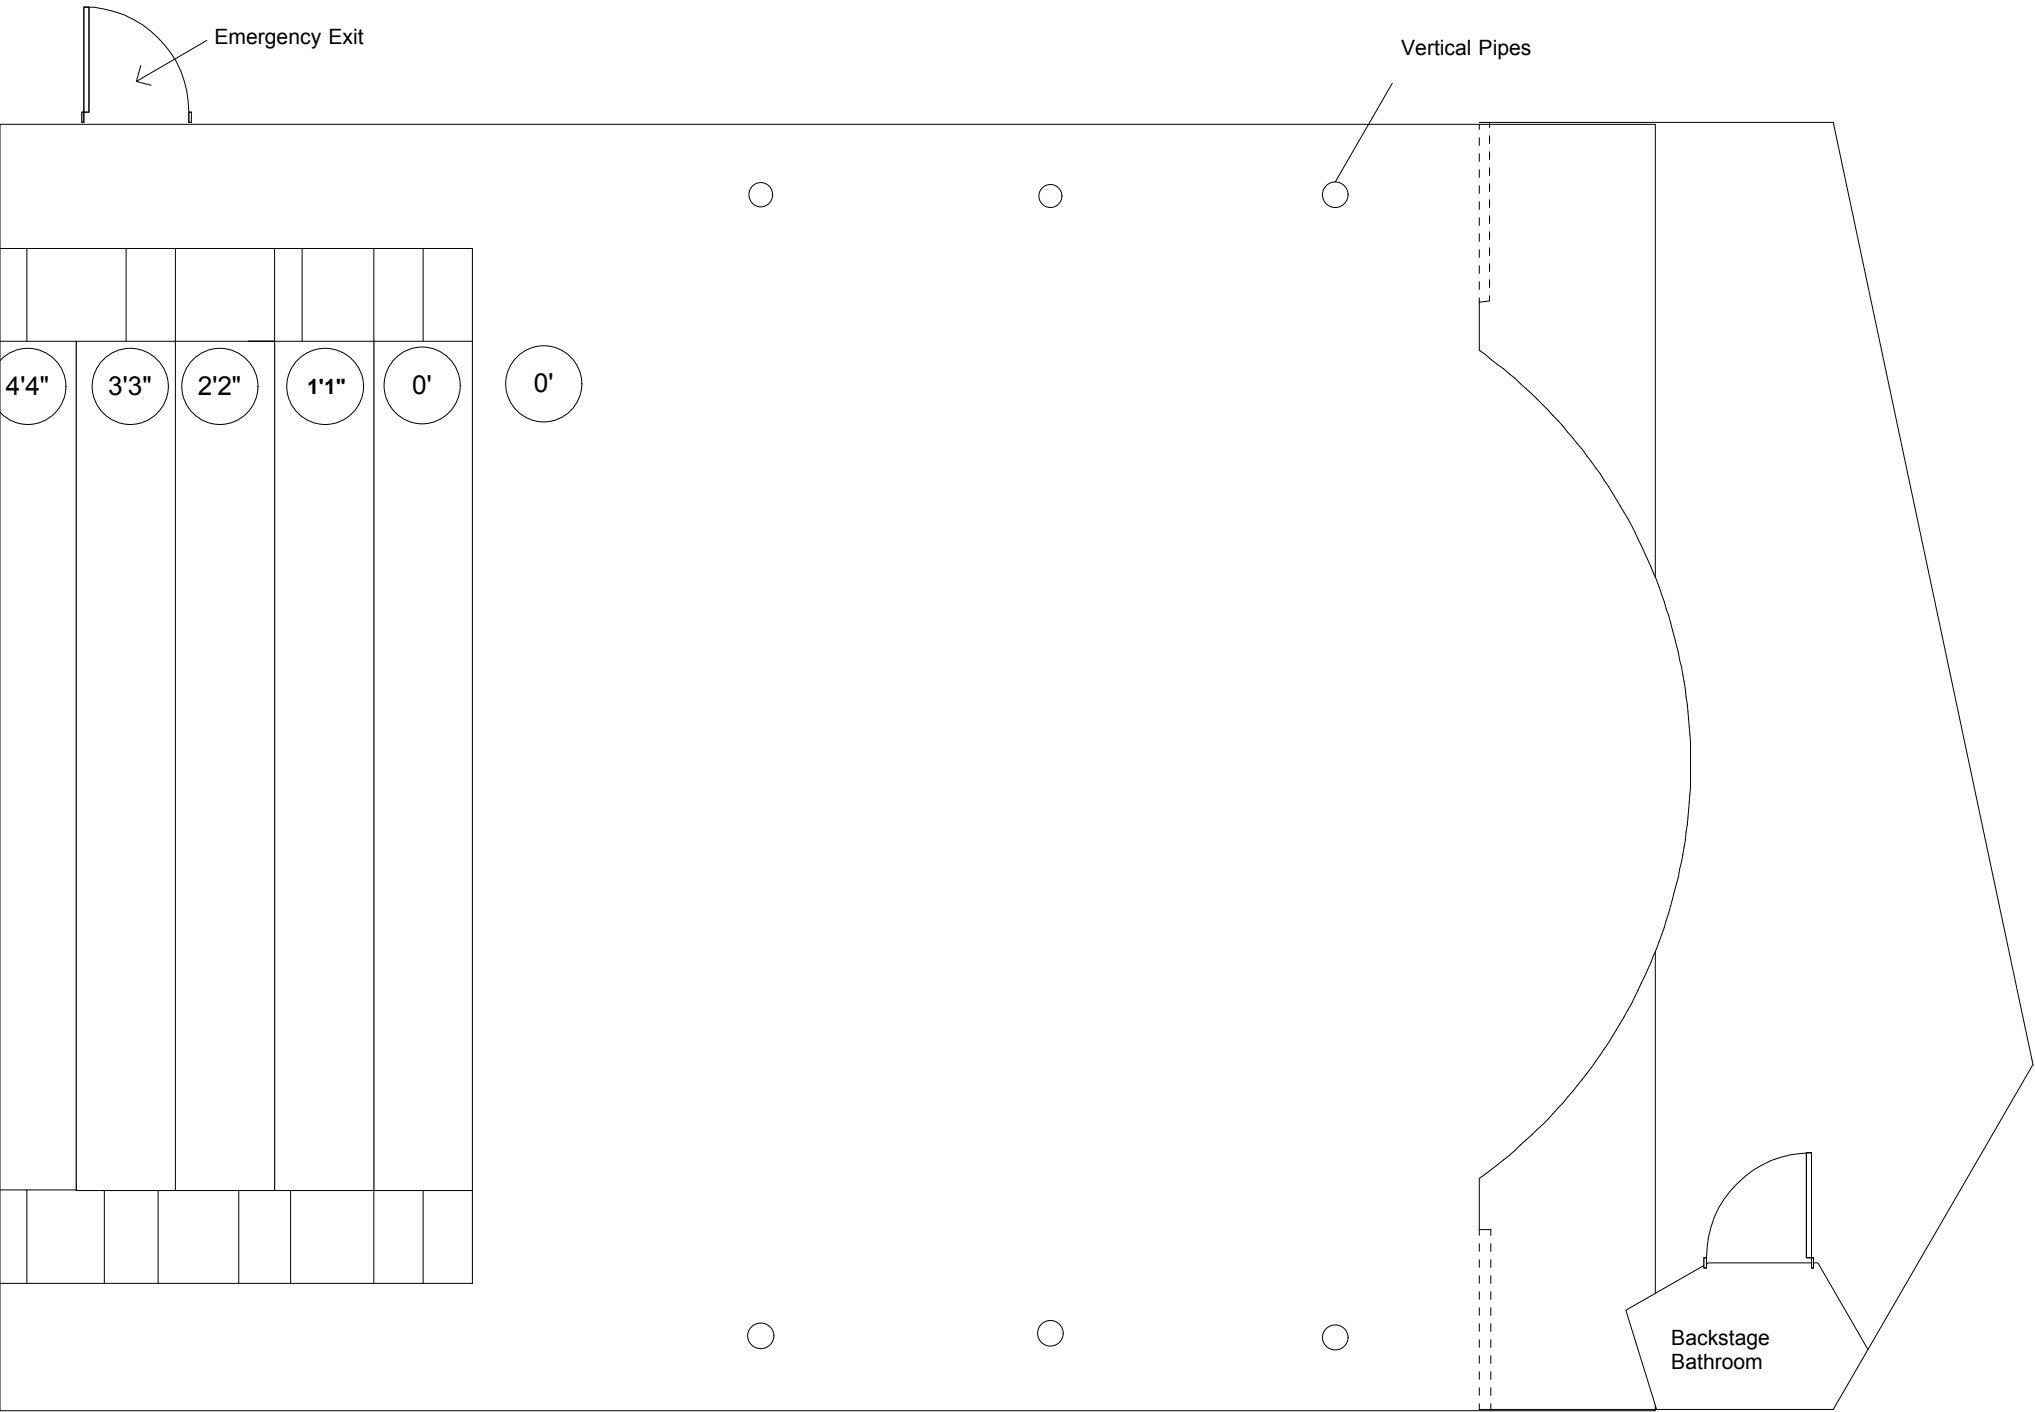 Emergency Exit
Vertical Pipes
4'4"
3'3"
2'2"
1'1"
0'
0'
Backstage
Bathroom